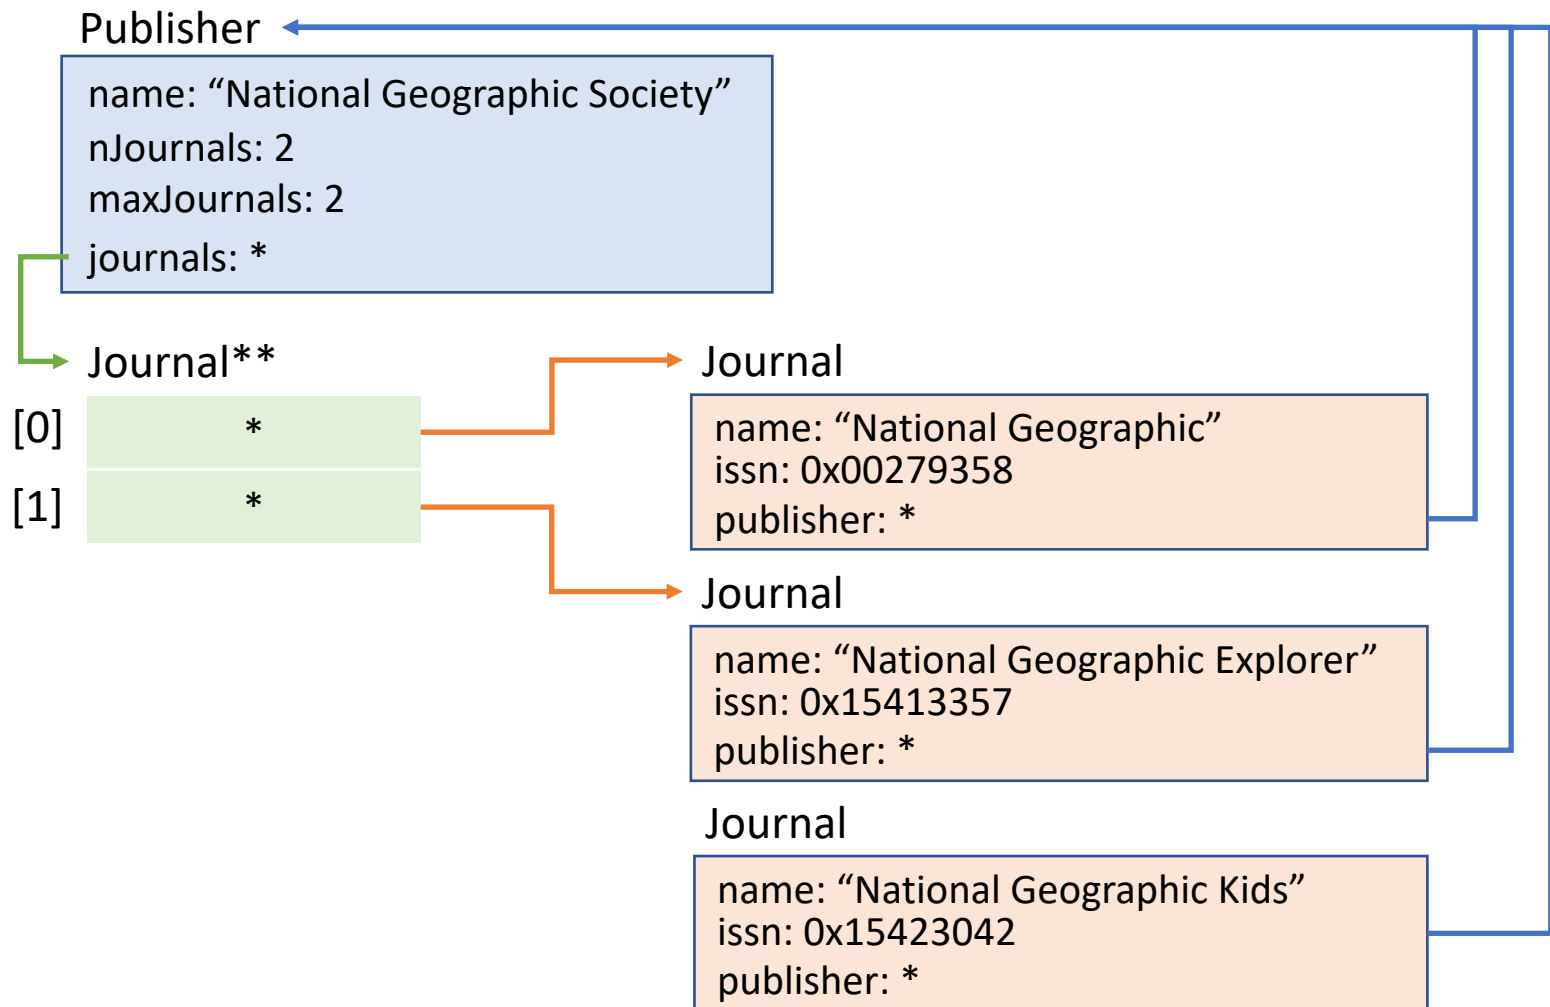 Publisher
name: “National Geographic Society”
nJournals: 2
maxJournals: 2
journals: *
Journal**
[0] *
[1] *
Journal
name: “National Geographic”
issn: 0x00279358
publisher: *
Journal
name: “National Geographic Explorer”
issn: 0x15413357
publisher: *
Journal
name: “National Geographic Kids”
issn: 0x15423042
publisher: *